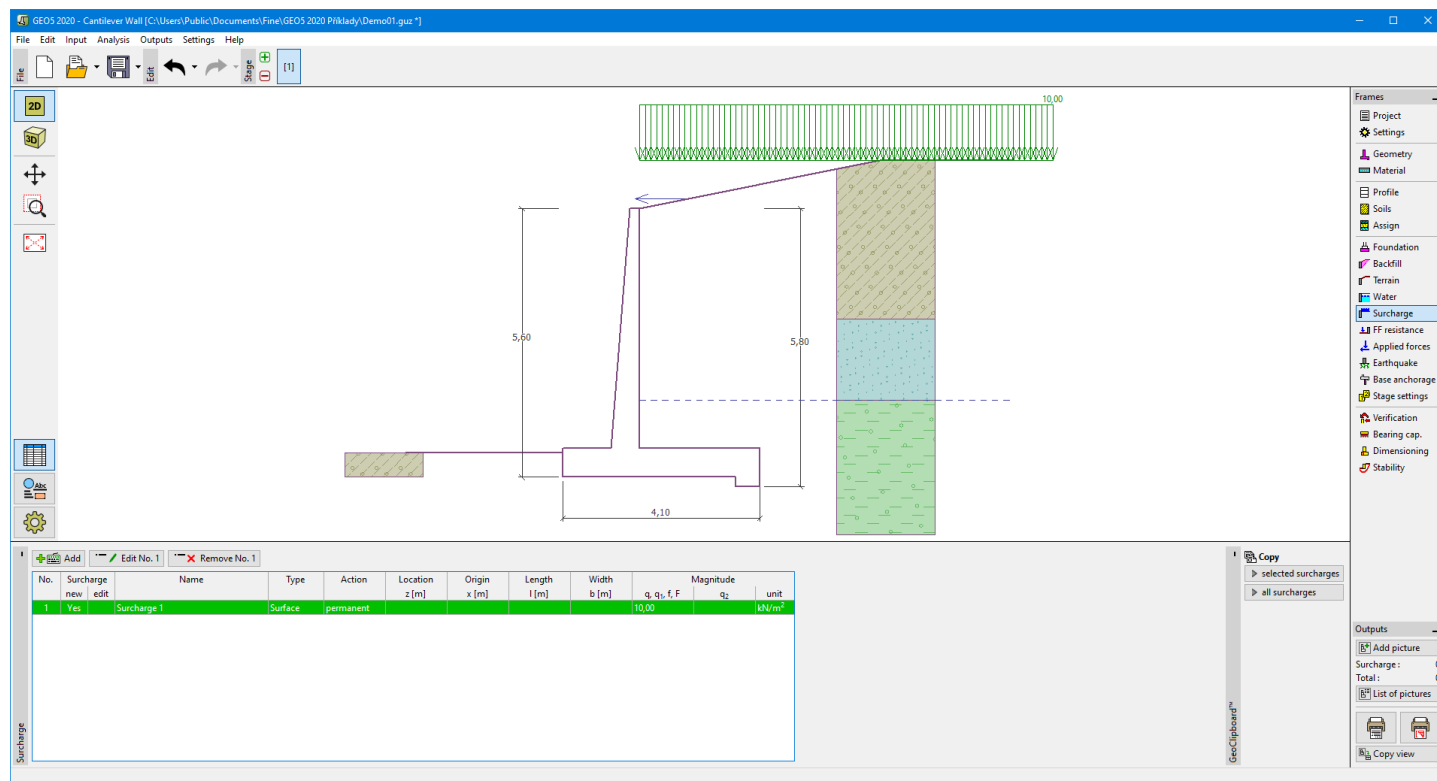 GEO5 2020 - Cantilever Wall [C:\Users\Public\Documents\Fine\GEO5 2020 Příklady\Demo01.guz *]
File Edit Input Analysis Outputs Settings Help
File
Edit
Stage
[1]
2D
3D
Abc
10,00
5,60
5,80
4,10
Frames
Project
Settings
Geometry
Material
Profile
Soils
Assign
Foundation
Backfill
Terrain
Water
Surcharge
FF resistance
Applied forces
Earthquake
Base anchorage
Stage settings
Verification
Bearing cap.
Dimensioning
Stability
Surcharge
Add Edit No. 1 Remove No. 1
No. Surcharge Name Type Action Location Origin Length Width Magnitude
new edit z [m] x [m] l [m] b [m] q, q₁, f, F q₂ unit
1 Yes Surcharge 1 Surface permanent 10,00 kN/m²
GeoClipboard™
Copy
selected surcharges
all surcharges
Outputs
Add picture
Surcharge :
Total :
List of pictures
Copy view